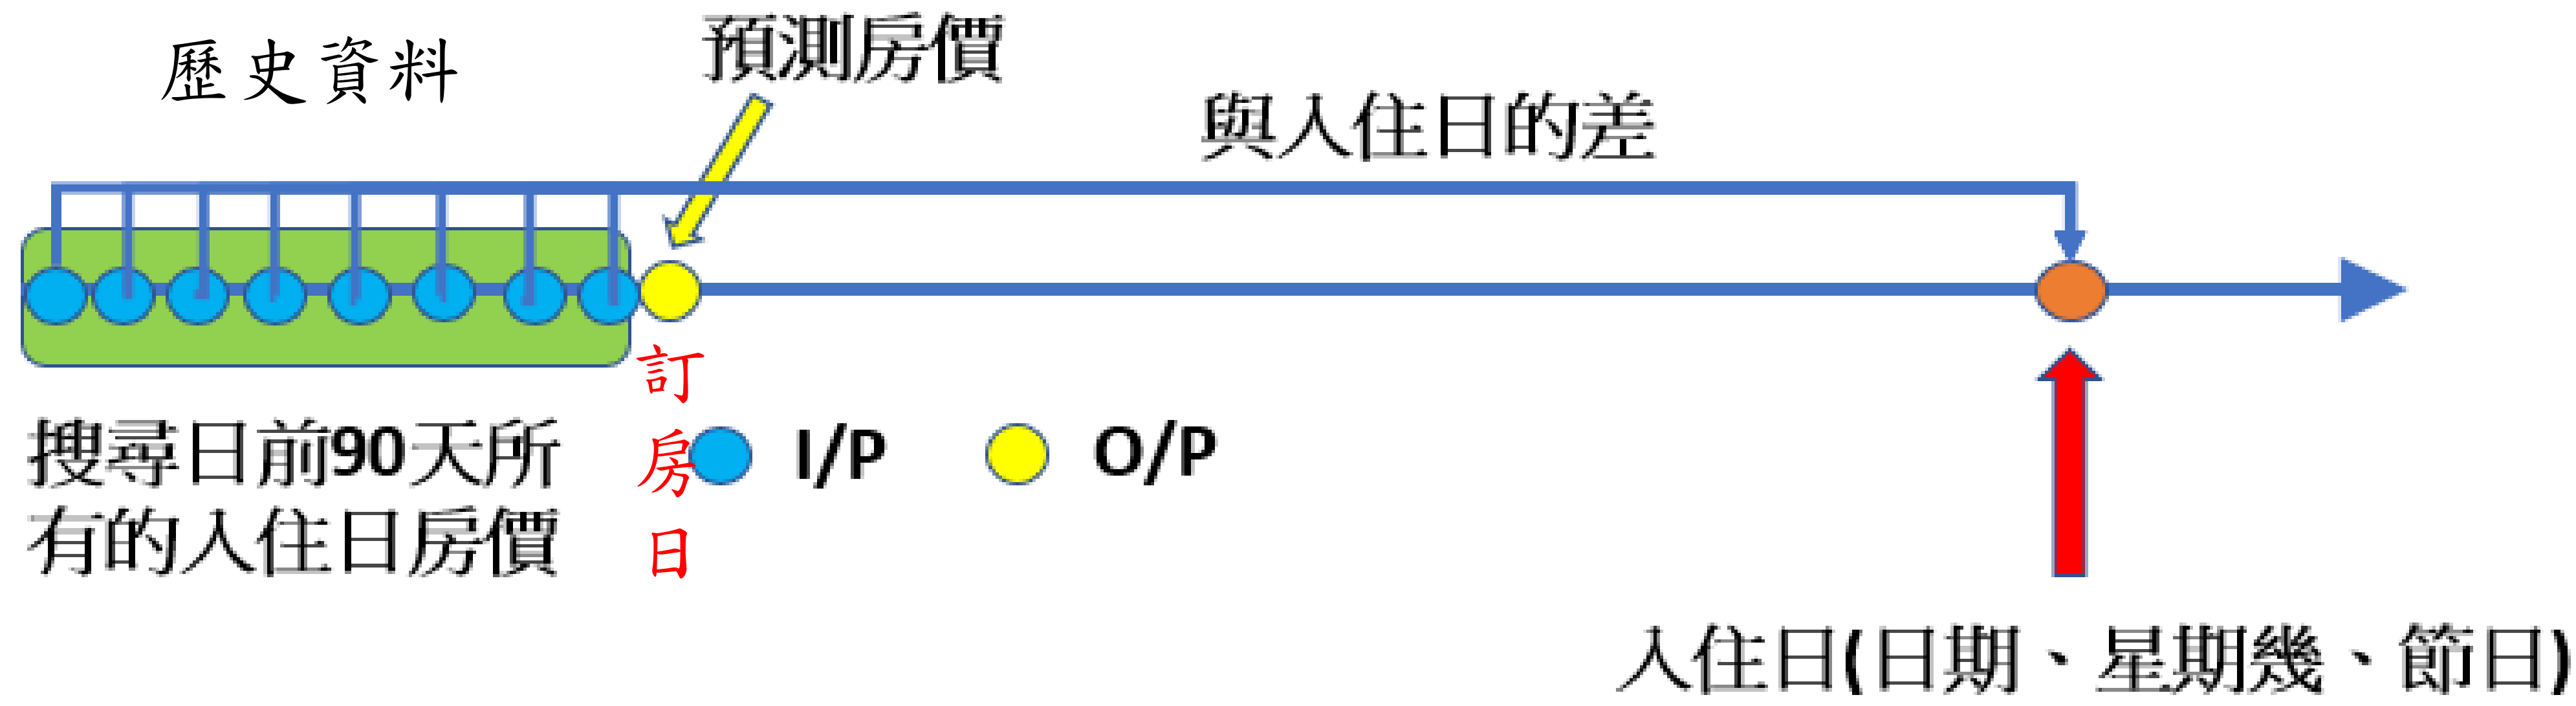 歷史資料
預測房價
與入住日的差
搜尋日前90天所
有的入住日房價
訂房日
I/P
O/P
入住日(日期、星期幾、節日)